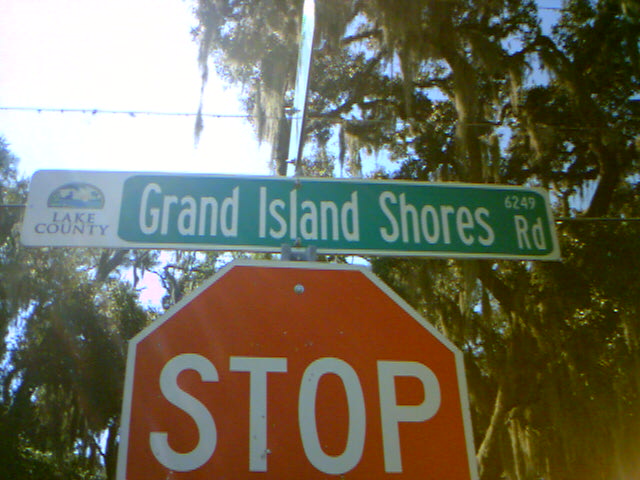 LAKE
COUNTY
Grand Island Shores Rd
6249
STOP